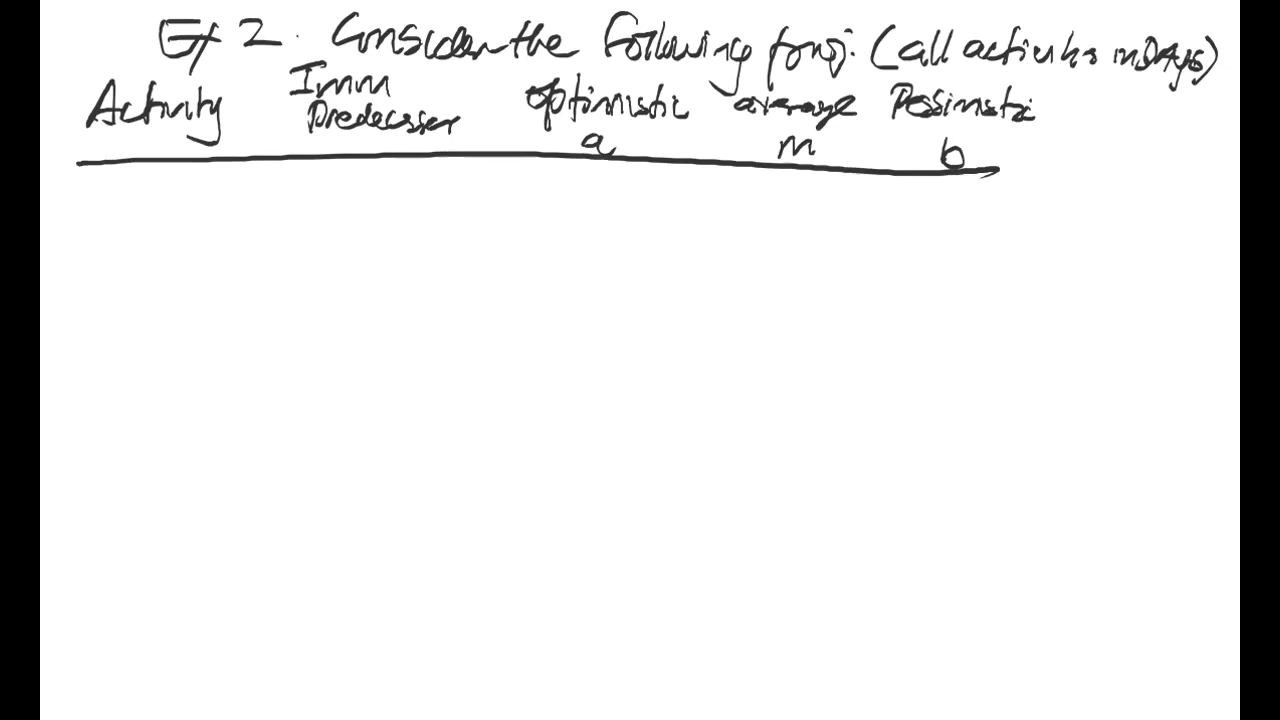 Ex 2. Consider the following proj. (all activities in Days)
Activity Imm Predecessor optimistic average Pessimistic
a m b